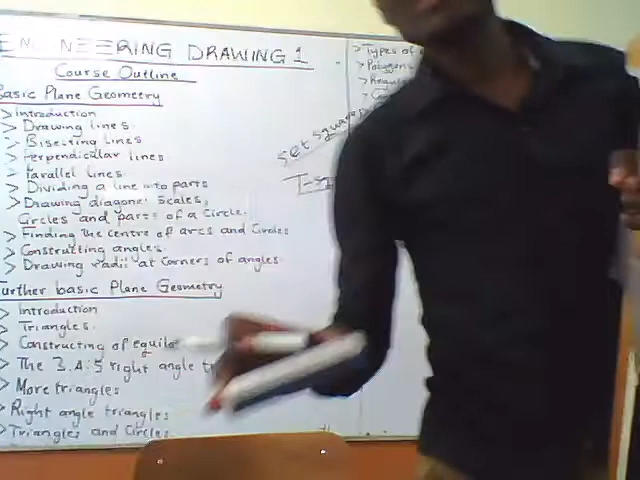 ENGINEERING DRAWING 1
Course Outline
Basic Plane Geometry
> Introduction
> Drawing lines.
> Bisecting lines
> Perpendicular lines
> Parallel lines
> Dividing a line into parts
> Drawing diagonal Scales,
Circles and parts of a Circle.
> Finding the centre of arcs and Circles
> Constructing angles.
> Drawing radii at Corners of angles
Further basic Plane Geometry
> Introduction
> Triangles.
> Constructing of
> The 3:4:5 right angle
> More triangles
> Right angle triangles
> Triangles and Circles.
> Types of
> Polygons
Set square